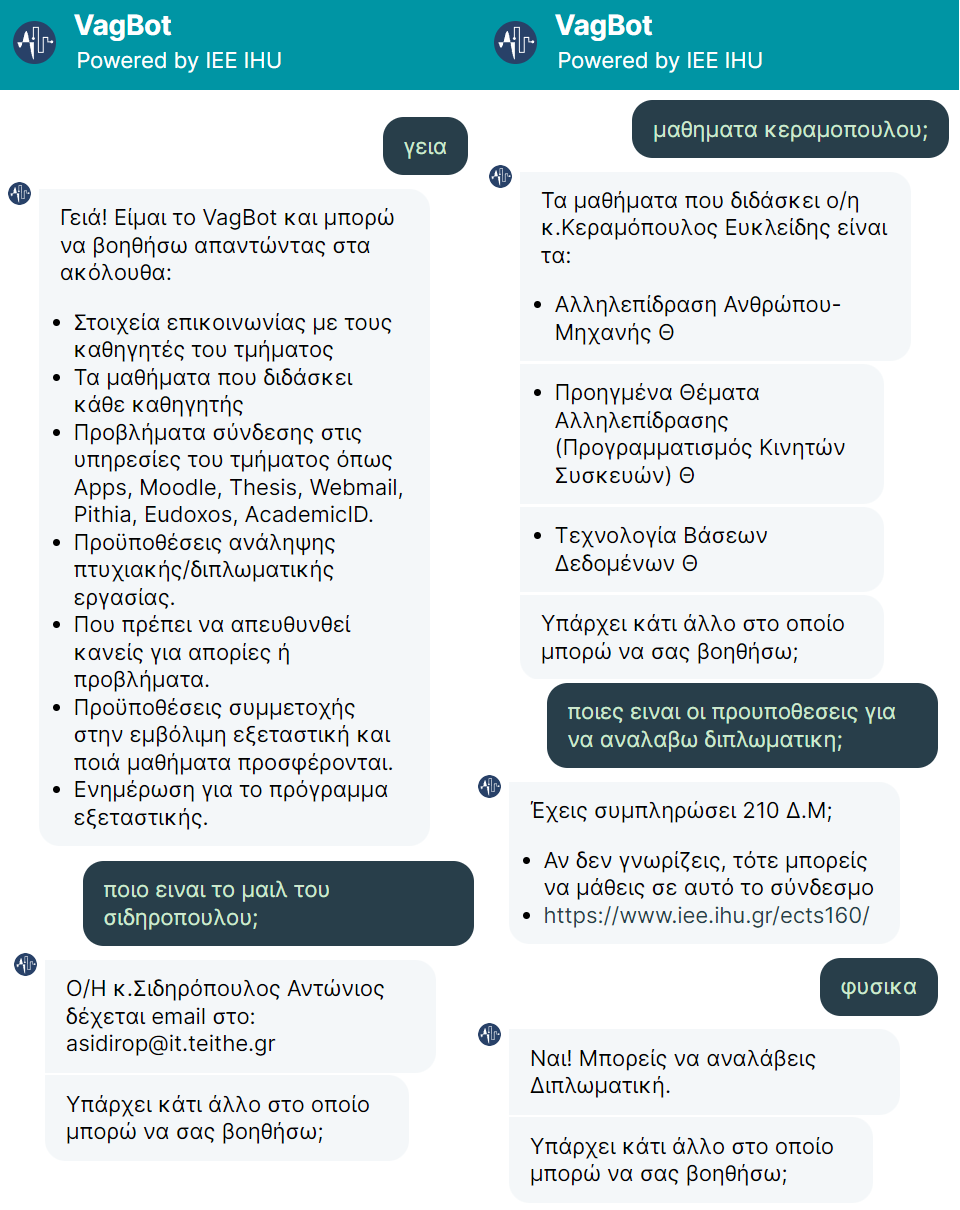 VagBot
Powered by IEE IHU
γεια
Γειά! Είμαι το VagBot και μπορώ
να βοηθήσω απαντώντας στα
ακόλουθα:
• Στοιχεία επικοινωνίας με τους
καθηγητές του τμήματος
• Τα μαθήματα που διδάσκει
κάθε καθηγητής
• Προβλήματα σύνδεσης στις
υπηρεσίες του τμήματος όπως
Apps, Moodle, Thesis, Webmail,
Pithia, Eudoxos, AcademicID.
• Προϋποθέσεις ανάληψης
πτυχιακής/διπλωματικής
εργασίας.
• Που πρέπει να απευθυνθεί
κανείς για απορίες ή
προβλήματα.
• Προϋποθέσεις συμμετοχής
στην εμβόλιμη εξεταστική και
ποιά μαθήματα προσφέρονται.
• Ενημέρωση για το πρόγραμμα
εξεταστικής.
ποιο ειναι το μαιλ του
σιδηροπουλου;
Ο/Η κ.Σιδηρόπουλος Αντώνιος
δέχεται email στο:
asidirop@it.teithe.gr
Υπάρχει κάτι άλλο στο οποίο
μπορώ να σας βοηθήσω;
VagBot
Powered by IEE IHU
μαθηματα κεραμοπουλου;
Τα μαθήματα που διδάσκει ο/η
κ.Κεραμόπουλος Ευκλείδης είναι
τα:
• Αλληλεπίδραση Ανθρώπου-
Μηχανής Θ
• Προηγμένα Θέματα
Αλληλεπίδρασης
(Προγραμματισμός Κινητών
Συσκευών) Θ
• Τεχνολογία Βάσεων
Δεδομένων Θ
Υπάρχει κάτι άλλο στο οποίο
μπορώ να σας βοηθήσω;
ποιες ειναι οι προυποθεσεις για
να αναλαβω διπλωματικη;
Έχεις συμπληρώσει 210 Δ.Μ;
• Αν δεν γνωρίζεις, τότε μπορείς
να μάθεις σε αυτό το σύνδεσμο
• https://www.iee.ihu.gr/ects160/
φυσικα
Ναι! Μπορείς να αναλάβεις
Διπλωματική.
Υπάρχει κάτι άλλο στο οποίο
μπορώ να σας βοηθήσω;